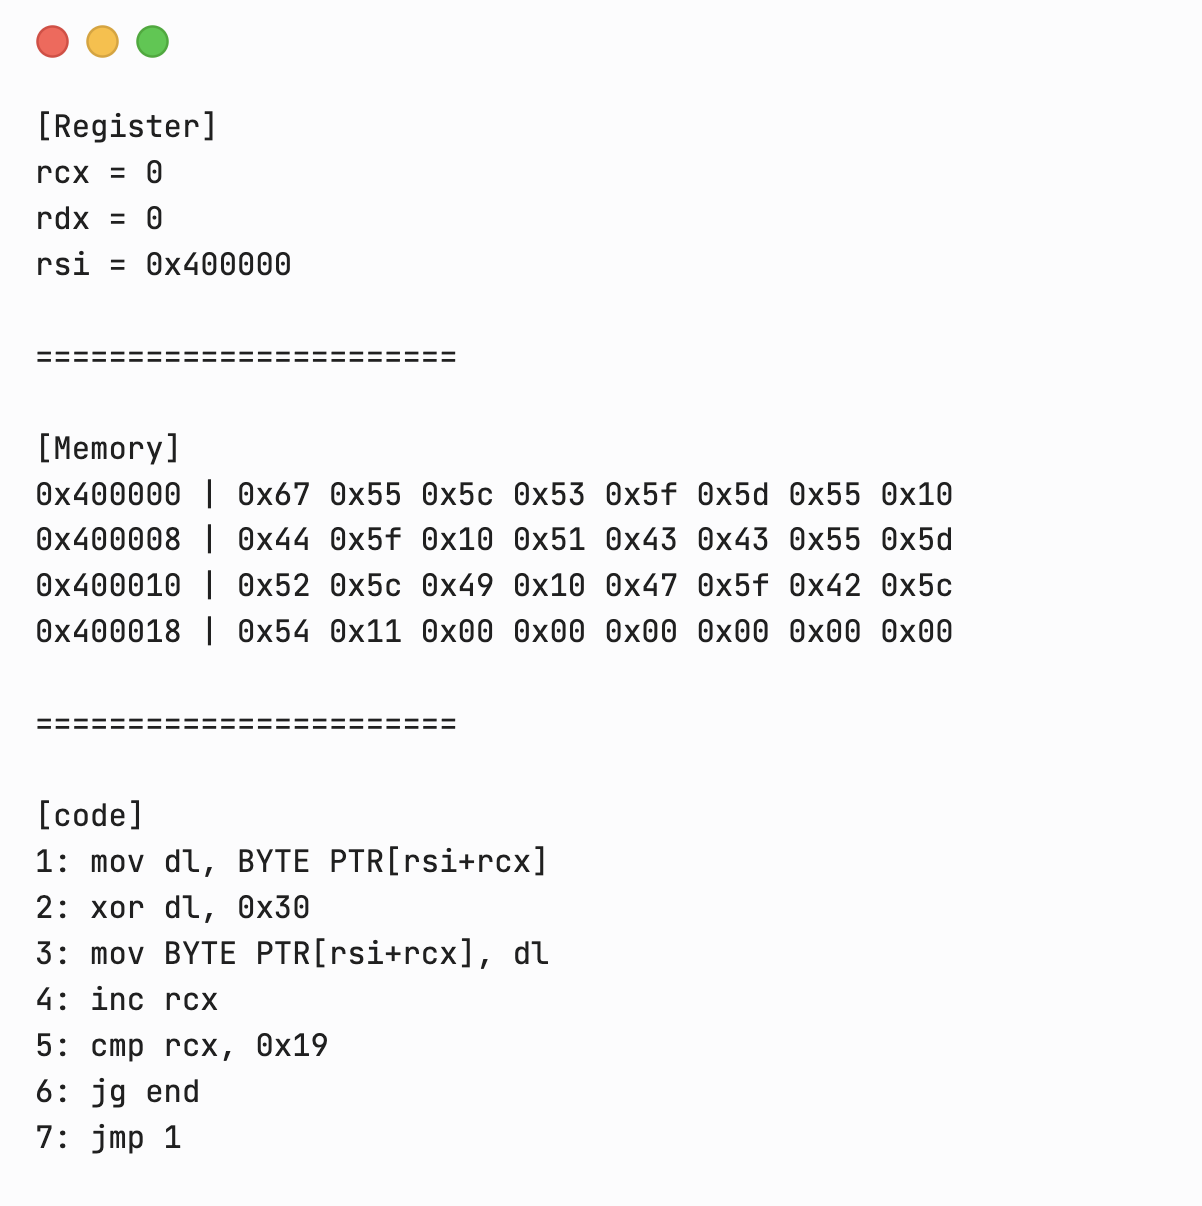 [Register]
rcx = 0
rdx = 0
rsi = 0x400000
=======================
[Memory]
0x400000 | 0x67 0x55 0x5c 0x53 0x5f 0x5d 0x55 0x10
0x400008 | 0x44 0x5f 0x10 0x51 0x43 0x43 0x55 0x5d
0x400010 | 0x52 0x5c 0x49 0x10 0x47 0x5f 0x42 0x5c
0x400018 | 0x54 0x11 0x00 0x00 0x00 0x00 0x00 0x00
=======================
[code]
1: mov dl, BYTE PTR[rsi+rcx]
2: xor dl, 0x30
3: mov BYTE PTR[rsi+rcx], dl
4: inc rcx
5: cmp rcx, 0x19
6: jg end
7: jmp 1